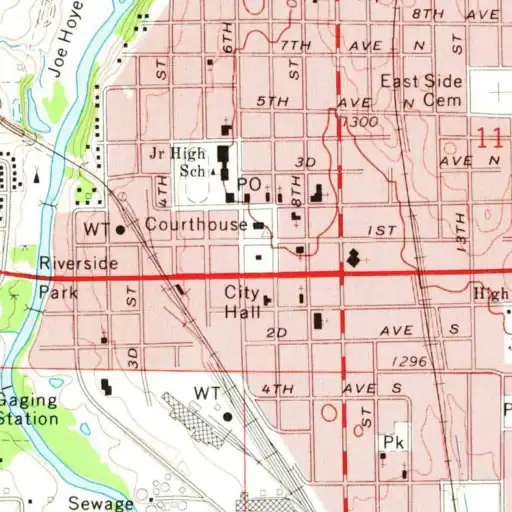 8TH AVE
ST
6TH
7TH AVE N
Joe Hoye
ST
ST
East Side
Cem
5TH AVE N
1300
11
Jr High
Sch
3D AVE N
4TH
PO
8TH
WT
Courthouse
1ST
13TH
Riverside
Park
ST
City
Hall
High
2D AVE S
3D
1296
WT
4TH AVE S
Gaging
Station
ST
Pk
P
Sewage